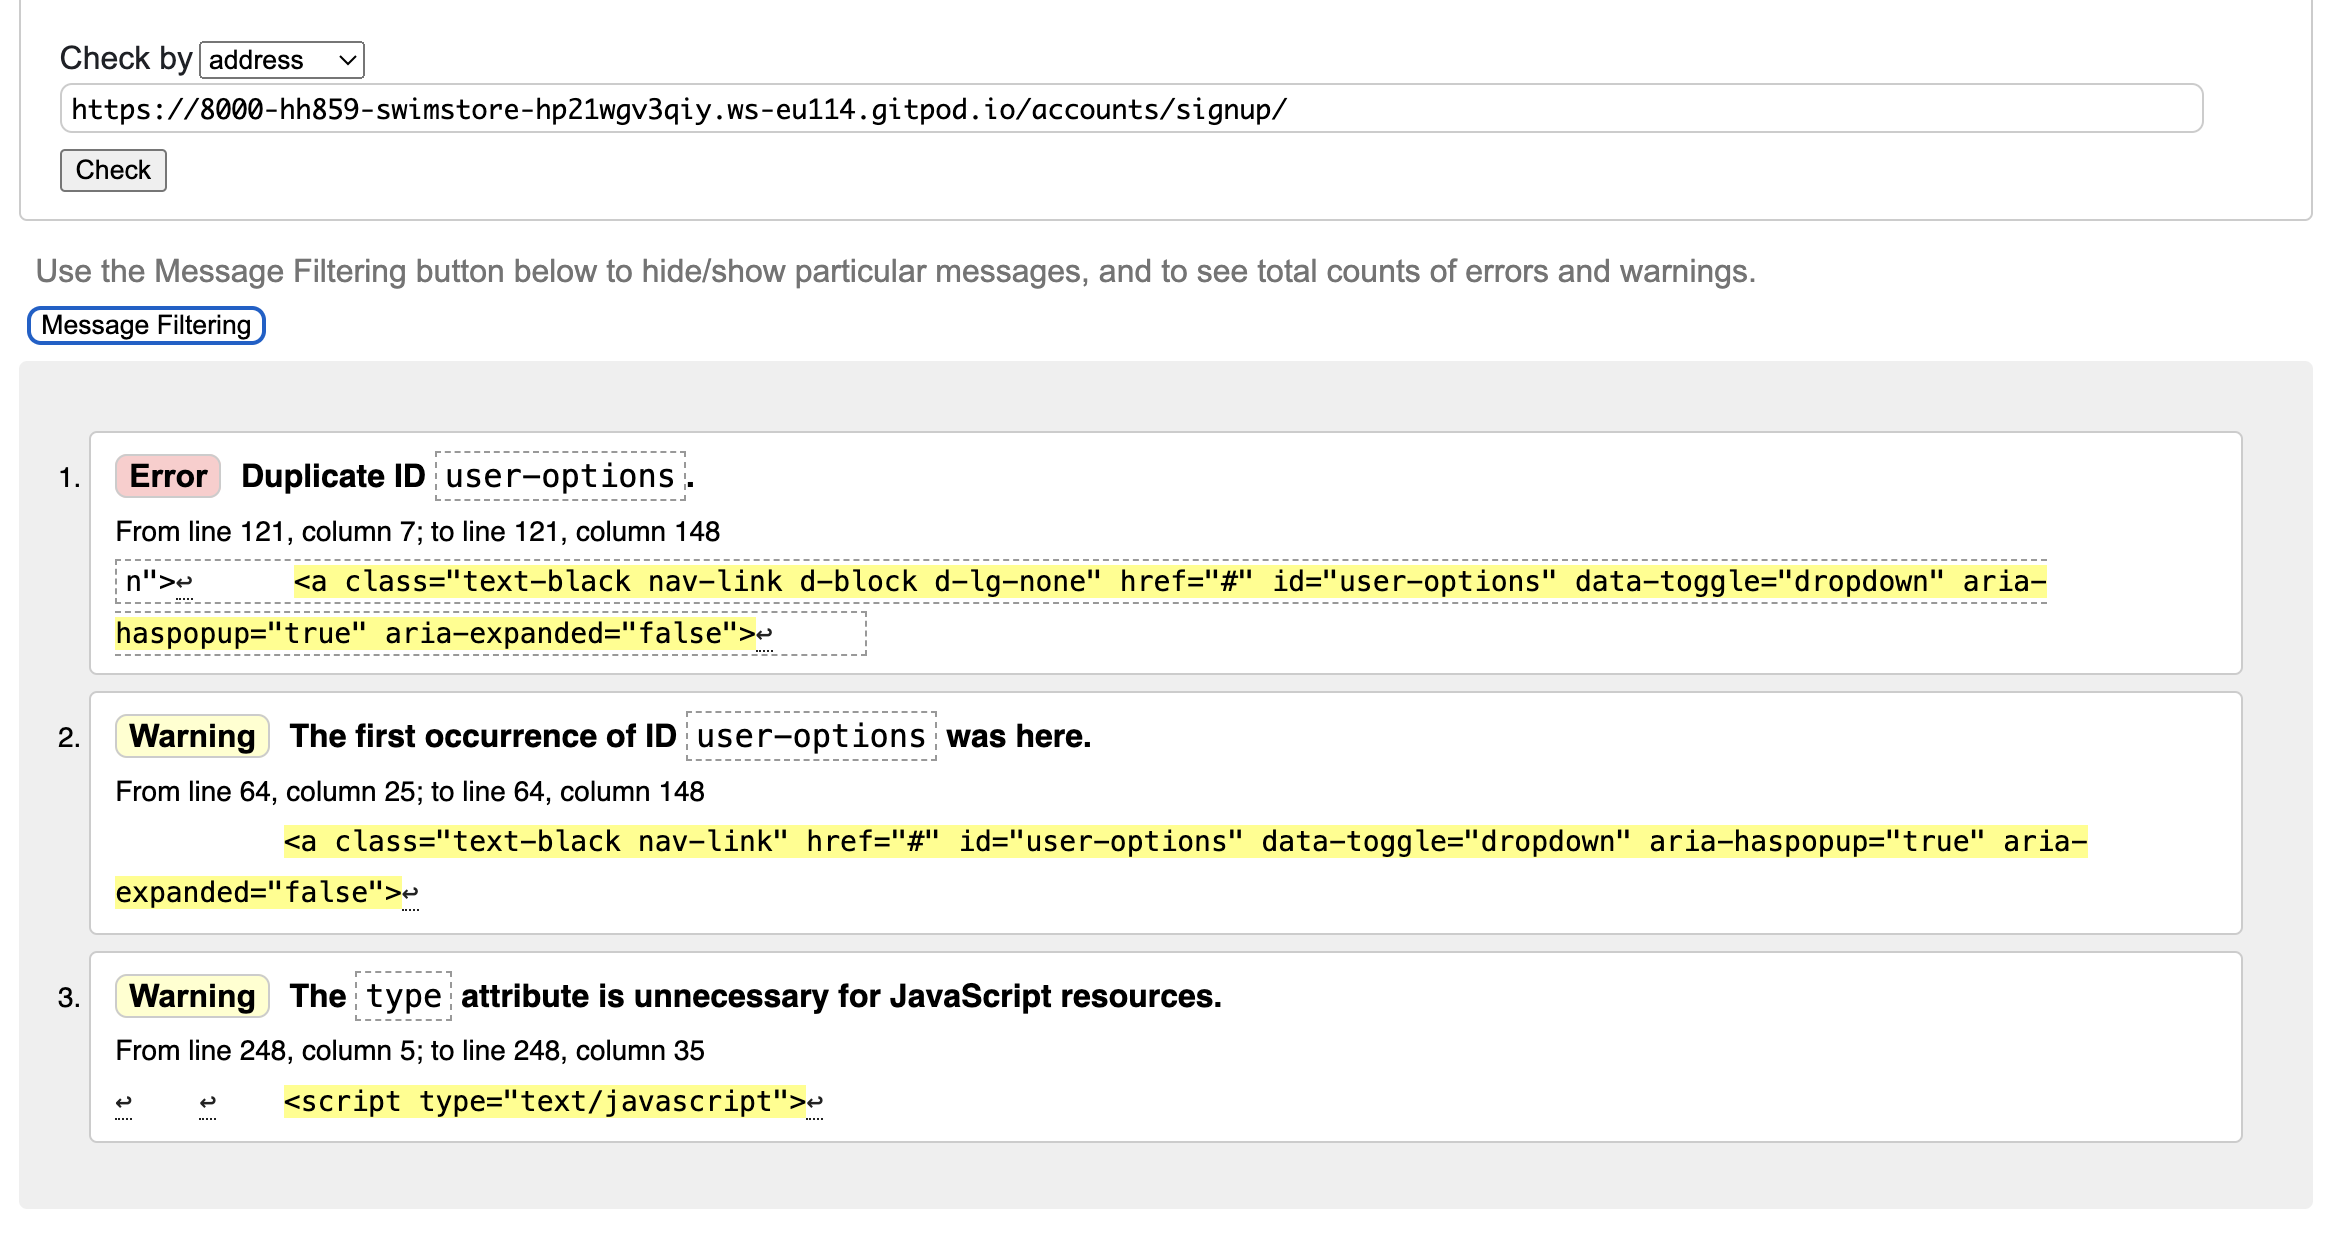 Check by address
https://8000-hh859-swimstore-hp21wgv3qiy.ws-eu114.gitpod.io/accounts/signup/
Check
Use the Message Filtering button below to hide/show particular messages, and to see total counts of errors and warnings.
Message Filtering
1. Error Duplicate ID user-options.
From line 121, column 7; to line 121, column 148
n">↩ <a class="text-black nav-link d-block d-lg-none" href="#" id="user-options" data-toggle="dropdown" aria-
haspopup="true" aria-expanded="false">↩
2. Warning The first occurrence of ID user-options was here.
From line 64, column 25; to line 64, column 148
<a class="text-black nav-link" href="#" id="user-options" data-toggle="dropdown" aria-haspopup="true" aria-
expanded="false">↩
3. Warning The type attribute is unnecessary for JavaScript resources.
From line 248, column 5; to line 248, column 35
↩ ↩ <script type="text/javascript">↩